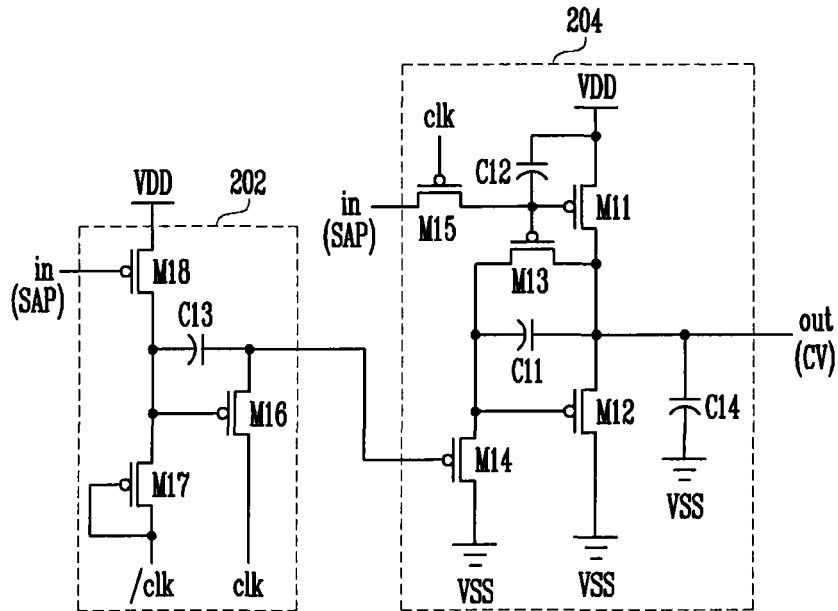 204
VDD
clk
C12
202
VDD
in
(SAP)
M15
M11
in
(SAP)
M18
M13
C13
out
(CV)
C11
M16
M12
C14
M17
M14
VSS
/clk
clk
VSS
VSS